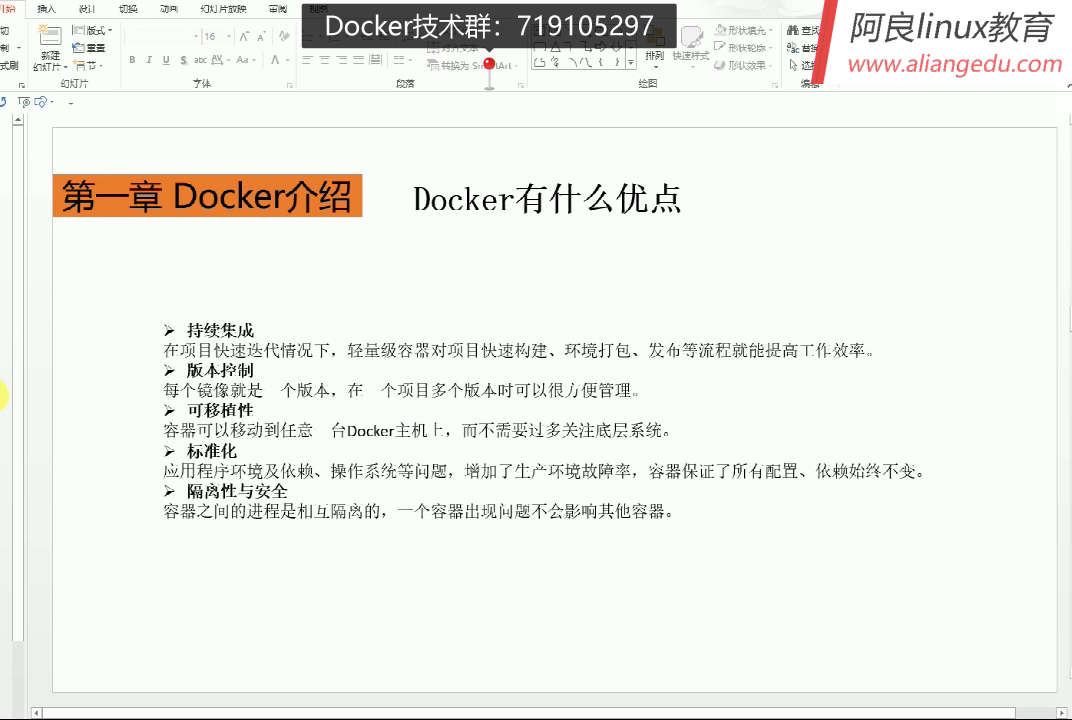 插入 设计 切换 动画 幻灯片放映 审阅 视图
Docker技术群：719105297
阿良linux教育
www.aliangedu.com
新建
幻灯片
版式
重置
节
16
B I U S abc AV Aa A
转换为 SmartArt
排列
快速样式
形状填充
形状轮廓
形状效果
查找
替换
选择
幻灯片
字体
段落
绘图
编辑
第一章 Docker介绍
Docker有什么优点
➢ 持续集成
在项目快速迭代情况下，轻量级容器对项目快速构建、环境打包、发布等流程就能提高工作效率。
➢ 版本控制
每个镜像就是一个版本，在一个项目多个版本时可以很方便管理。
➢ 可移植性
容器可以移动到任意一台Docker主机上，而不需要过多关注底层系统。
➢ 标准化
应用程序环境及依赖、操作系统等问题，增加了生产环境故障率，容器保证了所有配置、依赖始终不变。
➢ 隔离性与安全
容器之间的进程是相互隔离的，一个容器出现问题不会影响其他容器。